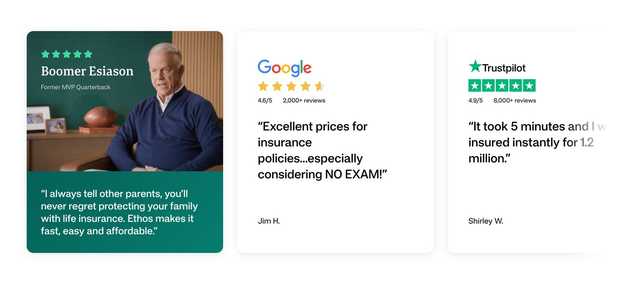 Boomer Esiason
Former MVP Quarterback
“I always tell other parents, you’ll
never regret protecting your family
with life insurance. Ethos makes it
fast, easy and affordable.”
Google
4.6/5 2,000+ reviews
“Excellent prices for
insurance
policies...especially
considering NO EXAM!”
Jim H.
Trustpilot
4.9/5 8,000+ reviews
“It took 5 minutes and I w
insured instantly for 1.2
million.”
Shirley W.